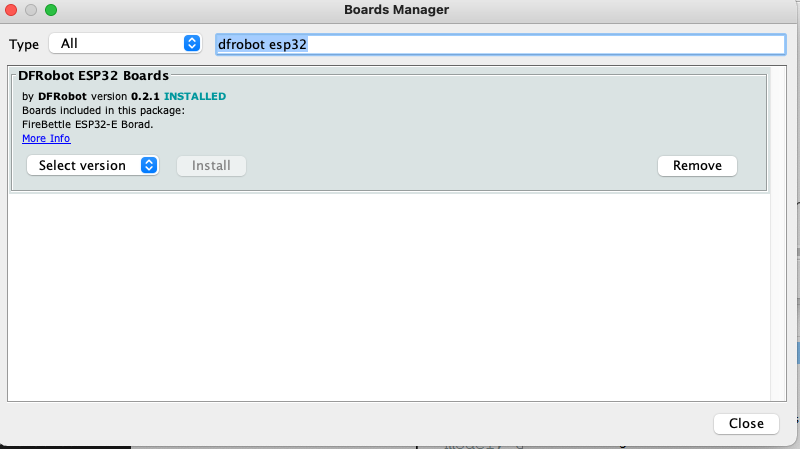 Boards Manager
Type All dfrobot esp32
DFRobot ESP32 Boards
by DFRobot version 0.2.1 INSTALLED
Boards included in this package:
FireBettle ESP32-E Borad.
More Info
Select version Install Remove
Close